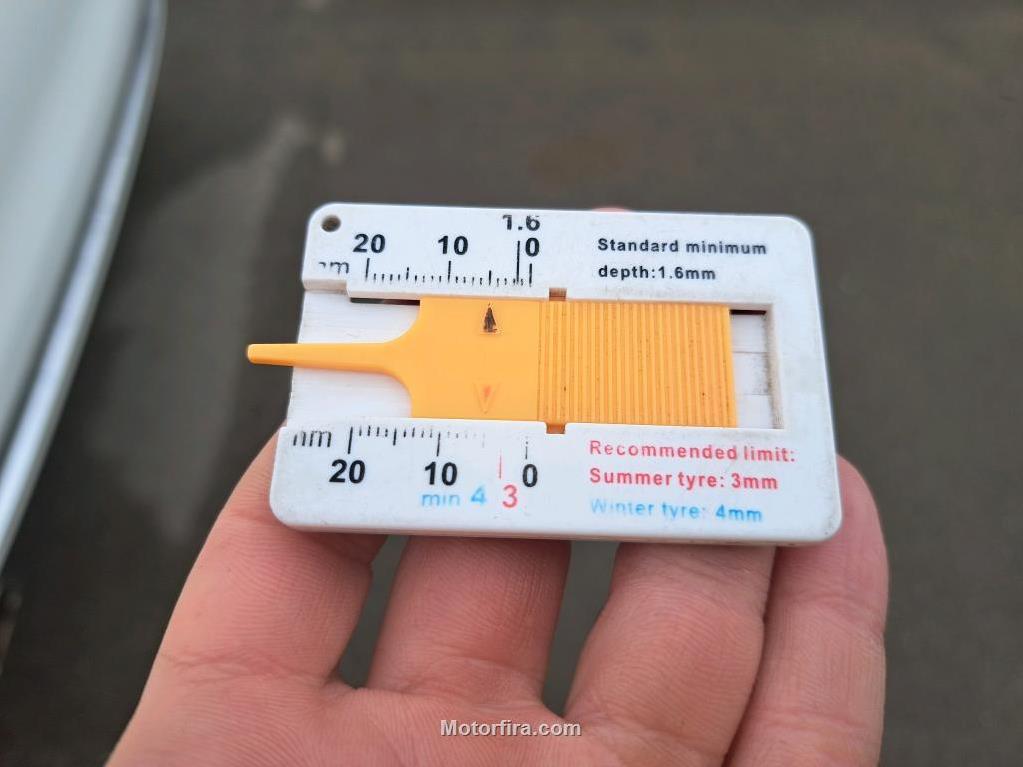 1.6
20 10 0
mm
Standard minimum
depth:1.6mm
mm
20 10 0
min 4 3
Recommended limit:
Summer tyre: 3mm
Winter tyre: 4mm
Motorfira.com